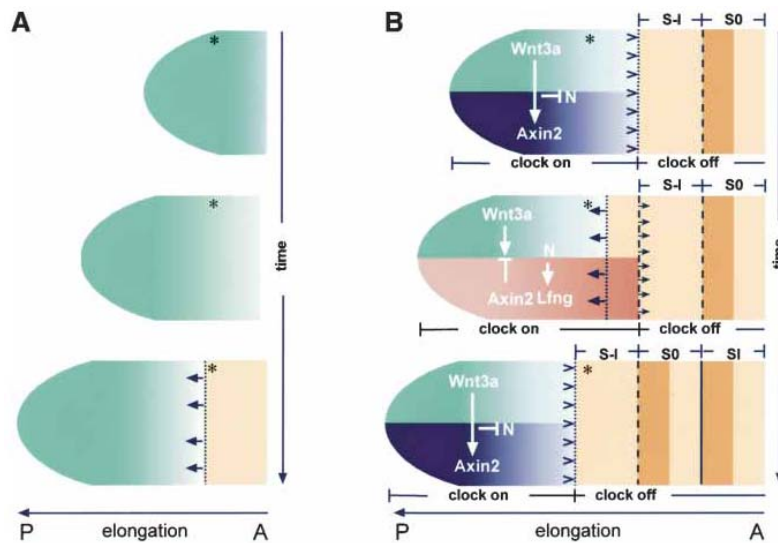 A
B
*
time
*
*
P
elongation
A
S-I
S0
*
Wnt3a
N
Axin2
clock on
clock off
S-I
S0
*
Wnt3a
N
Axin2
Lfng
clock on
clock off
S-I
S0
SI
*
Wnt3a
N
Axin2
clock on
clock off
time
P
elongation
A